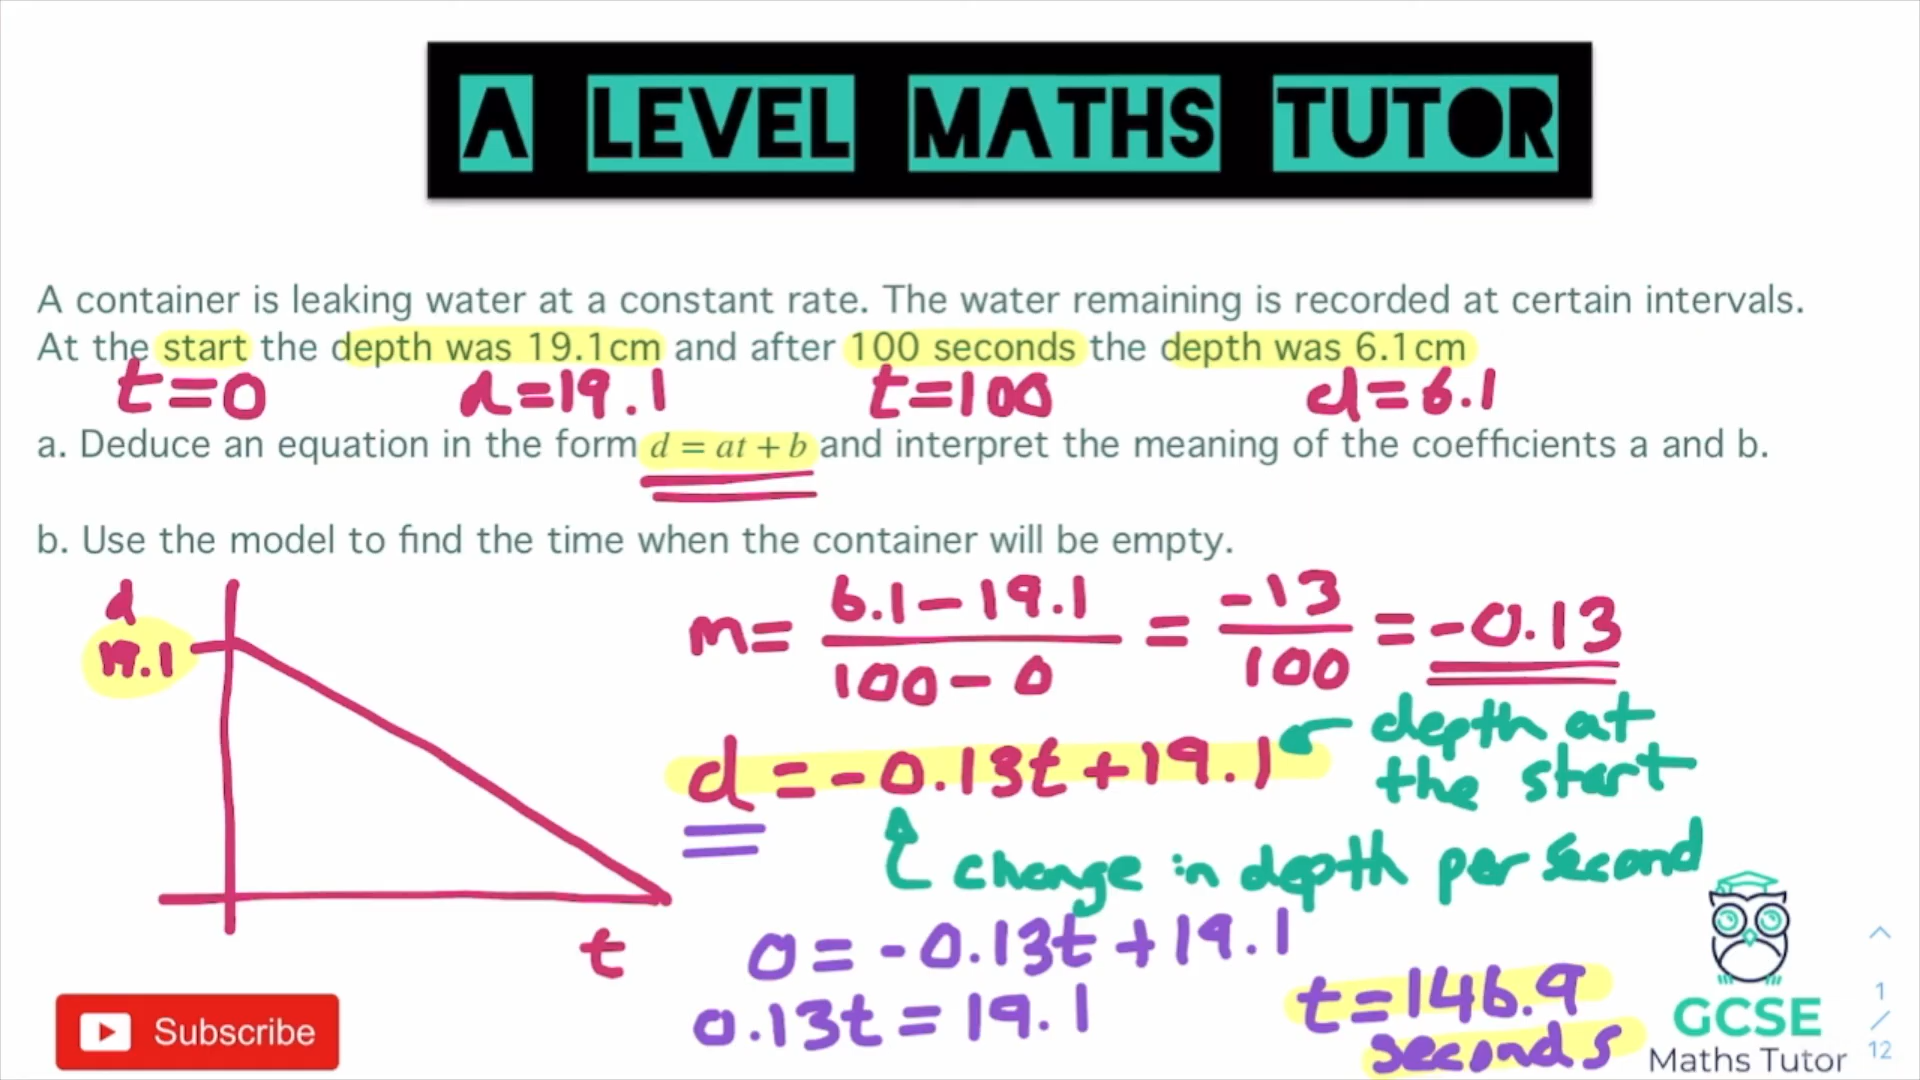 A LEVEL MATHS TUTOR
A container is leaking water at a constant rate. The water remaining is recorded at certain intervals.
At the start the depth was 19.1cm and after 100 seconds the depth was 6.1cm
t=0 d=19.1 t=100 d=6.1
a. Deduce an equation in the form d = at + b and interpret the meaning of the coefficients a and b.
b. Use the model to find the time when the container will be empty.
d
19.1
t
m= 6.1-19.1 / 100-0 = -13 / 100 = -0.13
d = -0.13t+19.1
depth at
the start
change in depth per second
0= -0.13t+19.1
0.13t = 19.1
t=146.9
seconds
Subscribe
GCSE
Maths Tutor
1
/
12